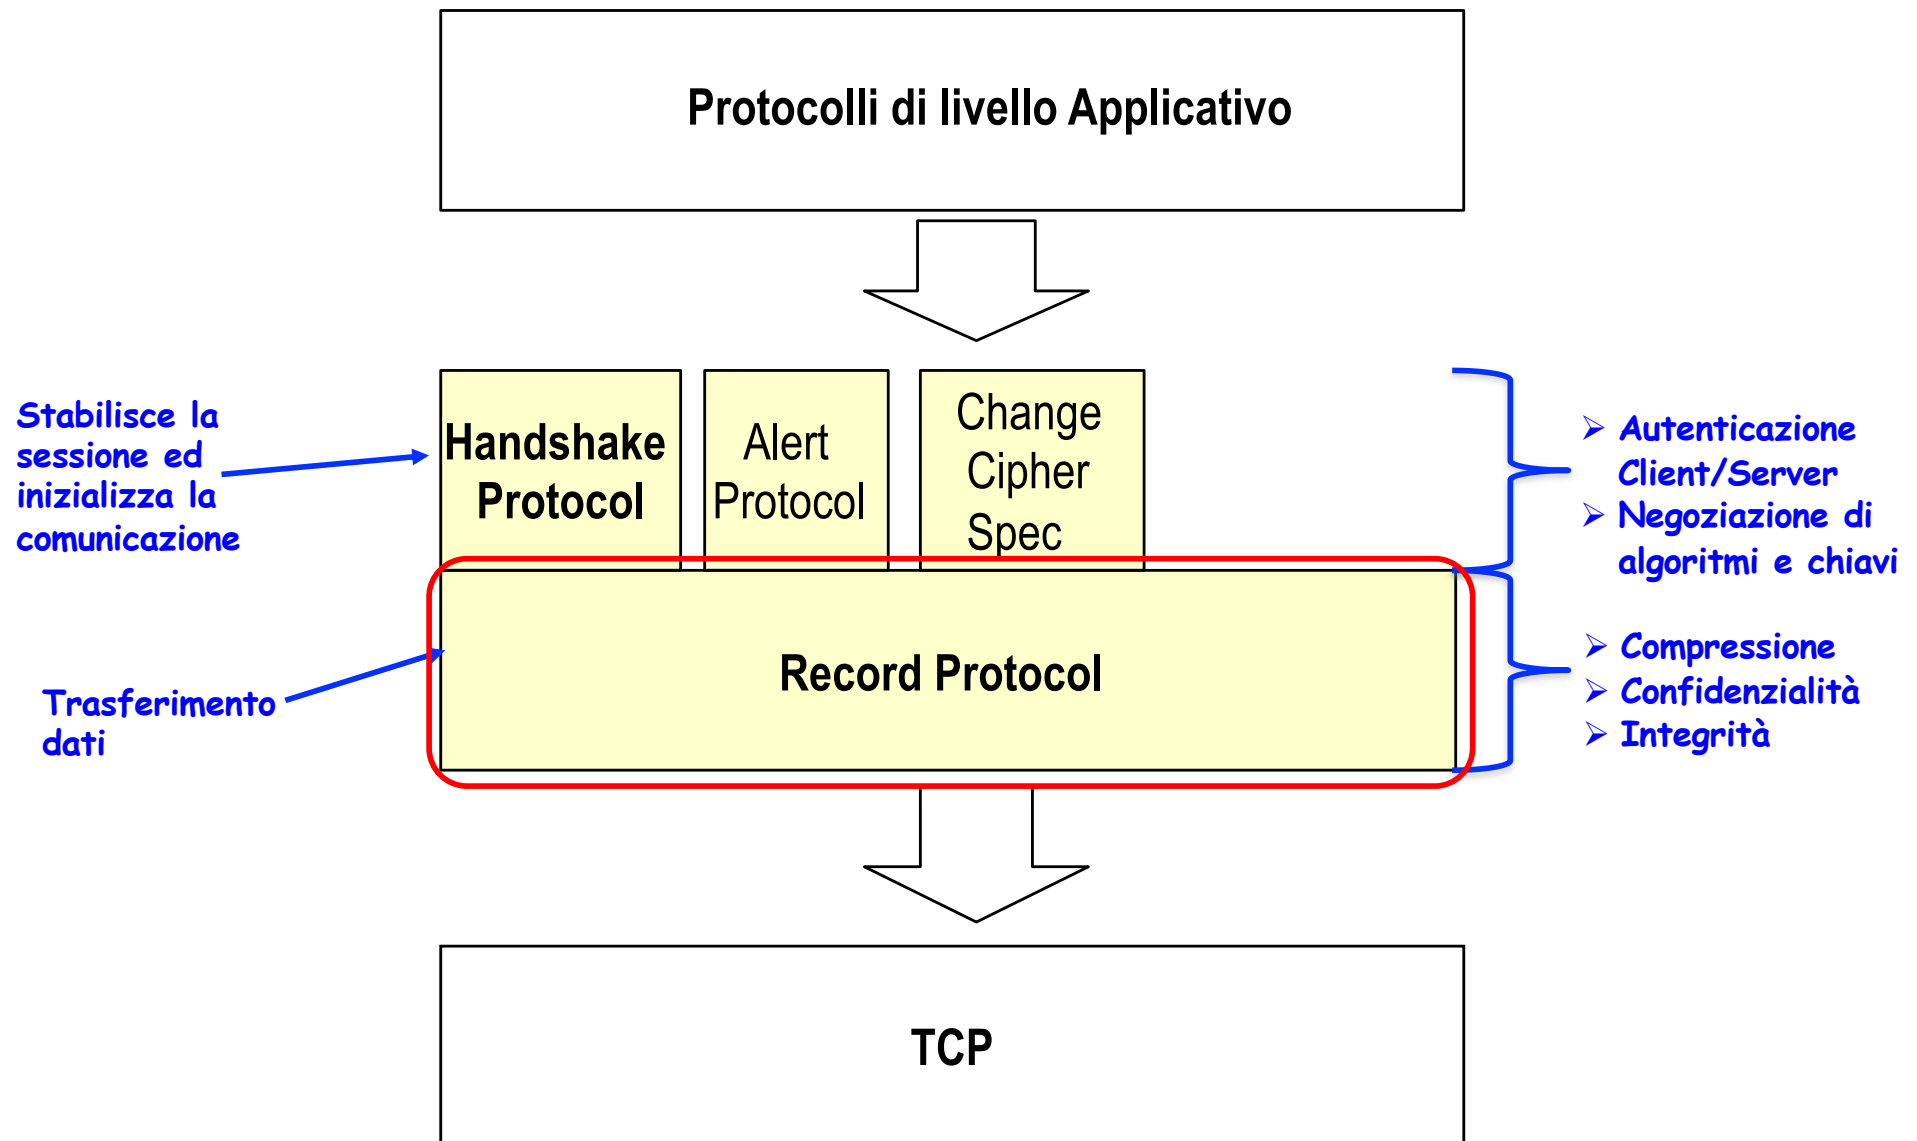 Protocolli di livello Applicativo
Stabilisce la
sessione ed
inizializza la
comunicazione
Handshake
Protocol
Alert
Protocol
Change
Cipher
Spec
➢ Autenticazione
Client/Server
➢ Negoziazione di
algoritmi e chiavi
Trasferimento
dati
Record Protocol
➢ Compressione
➢ Confidenzialità
➢ Integrità
TCP